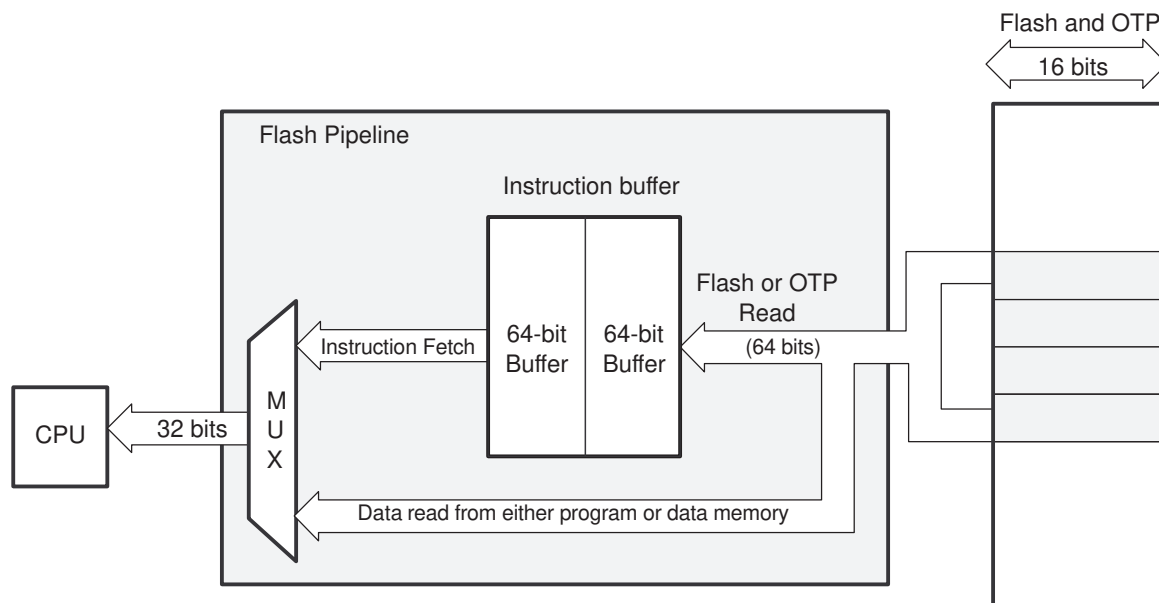 Flash and OTP
16 bits
Flash Pipeline
Instruction buffer
Flash or OTP
Read
(64 bits)
64-bit
Buffer
64-bit
Buffer
Instruction Fetch
M
U
X
CPU
32 bits
Data read from either program or data memory